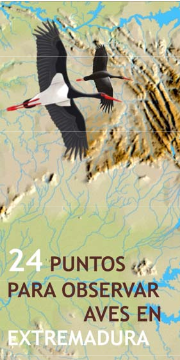 24 PUNTOS
PARA OBSERVAR
AVES EN
EXTREMADURA